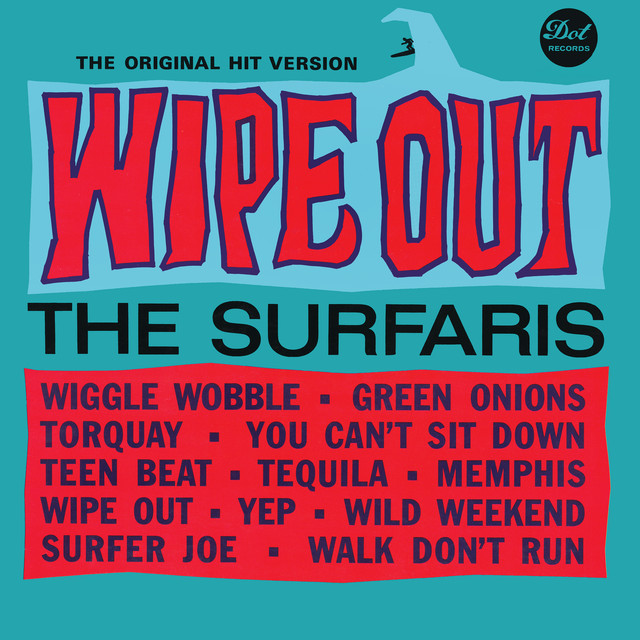 Dot
RECORDS
THE ORIGINAL HIT VERSION
WIPE OUT
THE SURFARIS
WIGGLE WOBBLE ▪ GREEN ONIONS
TORQUAY ▪ YOU CAN'T SIT DOWN
TEEN BEAT ▪ TEQUILA ▪ MEMPHIS
WIPE OUT ▪ YEP ▪ WILD WEEKEND
SURFER JOE ▪ WALK DON'T RUN